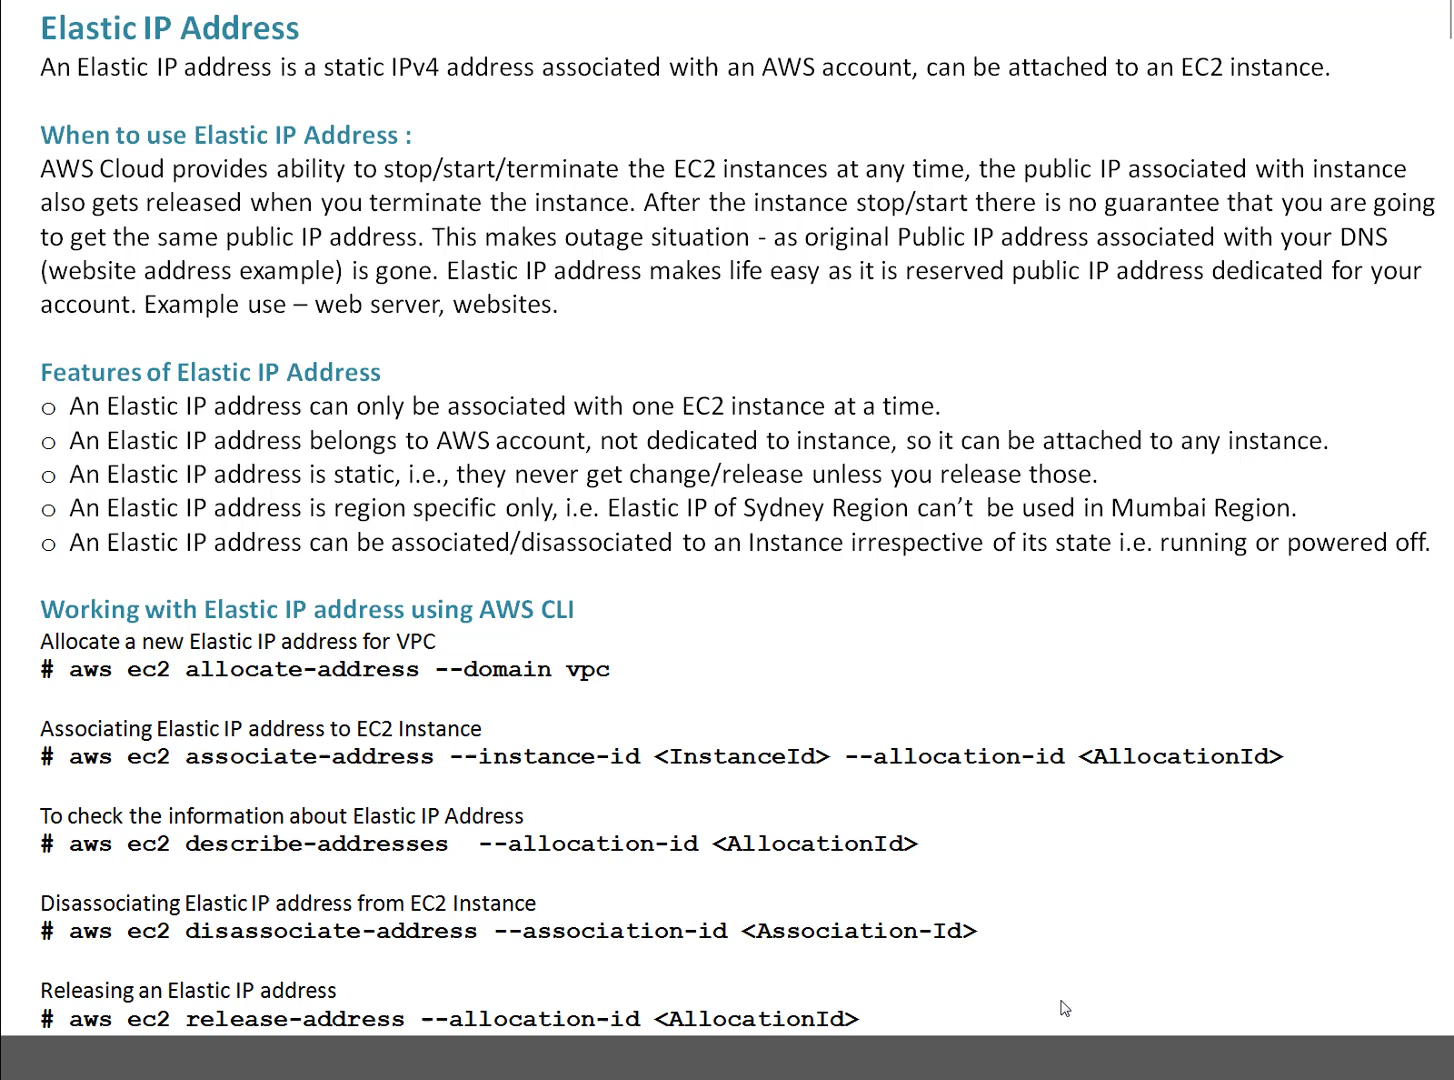 Elastic IP Address
An Elastic IP address is a static IPv4 address associated with an AWS account, can be attached to an EC2 instance.
When to use Elastic IP Address :
AWS Cloud provides ability to stop/start/terminate the EC2 instances at any time, the public IP associated with instance
also gets released when you terminate the instance. After the instance stop/start there is no guarantee that you are going
to get the same public IP address. This makes outage situation - as original Public IP address associated with your DNS
(website address example) is gone. Elastic IP address makes life easy as it is reserved public IP address dedicated for your
account. Example use – web server, websites.
Features of Elastic IP Address
o An Elastic IP address can only be associated with one EC2 instance at a time.
o An Elastic IP address belongs to AWS account, not dedicated to instance, so it can be attached to any instance.
o An Elastic IP address is static, i.e., they never get change/release unless you release those.
o An Elastic IP address is region specific only, i.e. Elastic IP of Sydney Region can’t be used in Mumbai Region.
o An Elastic IP address can be associated/disassociated to an Instance irrespective of its state i.e. running or powered off.
Working with Elastic IP address using AWS CLI
Allocate a new Elastic IP address for VPC
# aws ec2 allocate-address --domain vpc
Associating Elastic IP address to EC2 Instance
# aws ec2 associate-address --instance-id <InstanceId> --allocation-id <AllocationId>
To check the information about Elastic IP Address
# aws ec2 describe-addresses --allocation-id <AllocationId>
Disassociating Elastic IP address from EC2 Instance
# aws ec2 disassociate-address --association-id <Association-Id>
Releasing an Elastic IP address
# aws ec2 release-address --allocation-id <AllocationId>